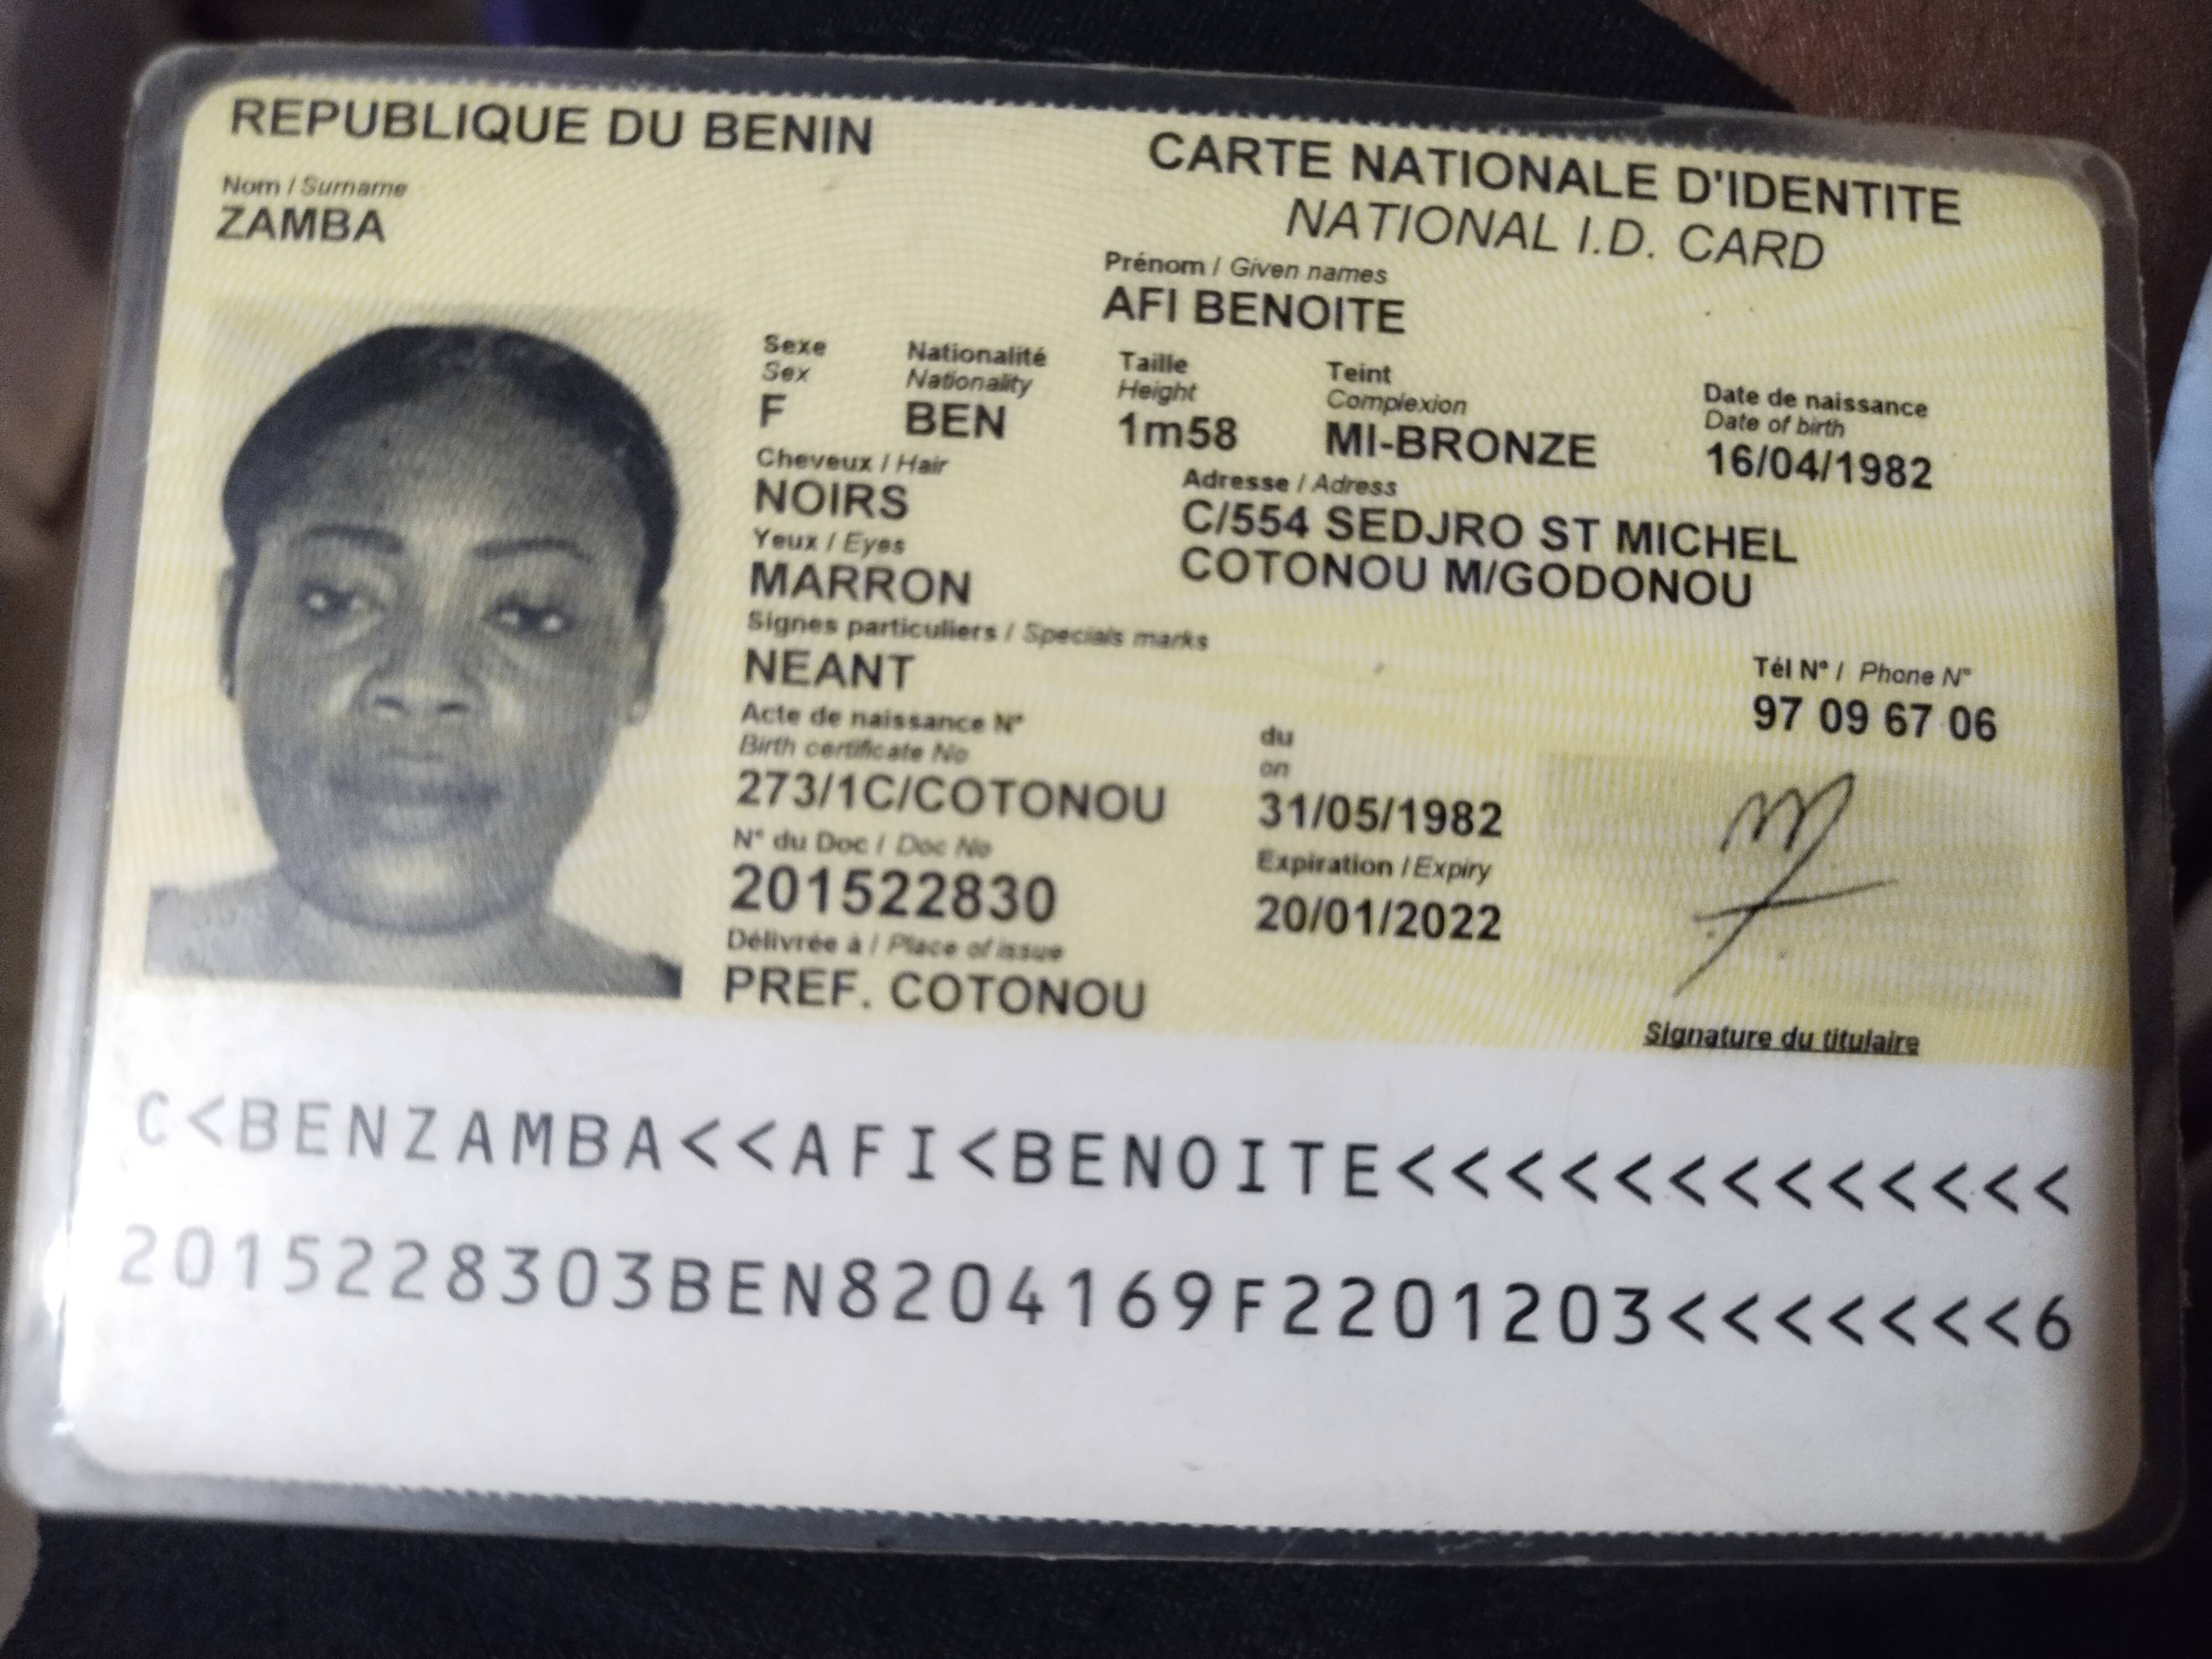 REPUBLIQUE DU BENIN
CARTE NATIONALE D'IDENTITE
NATIONAL I.D. CARD
Nom / Surname
ZAMBA
Prénom / Given names
AFI BENOITE
Sexe
Sex
F
Nationalité
Nationality
BEN
Taille
Height
1m58
Teint
Complexion
MI-BRONZE
Date de naissance
Date of birth
16/04/1982
Cheveux / Hair
NOIRS
Adresse / Adress
C/554 SEDJRO ST MICHEL
COTONOU M/GODONOU
Yeux / Eyes
MARRON
Signes particuliers / Specials marks
NEANT
Tél N° / Phone N°
97 09 67 06
Acte de naissance N°
Birth certificate No
273/1C/COTONOU
du
on
31/05/1982
N° du Doc / Doc No
201522830
Expiration / Expiry
20/01/2022
Délivrée à / Place of issue
PREF. COTONOU
Signature du titulaire
C<BENZAMBA<<AFI<BENOITE<<<<<<<<<<<<<
2015228303BEN8204169F2201203<<<<<<<6